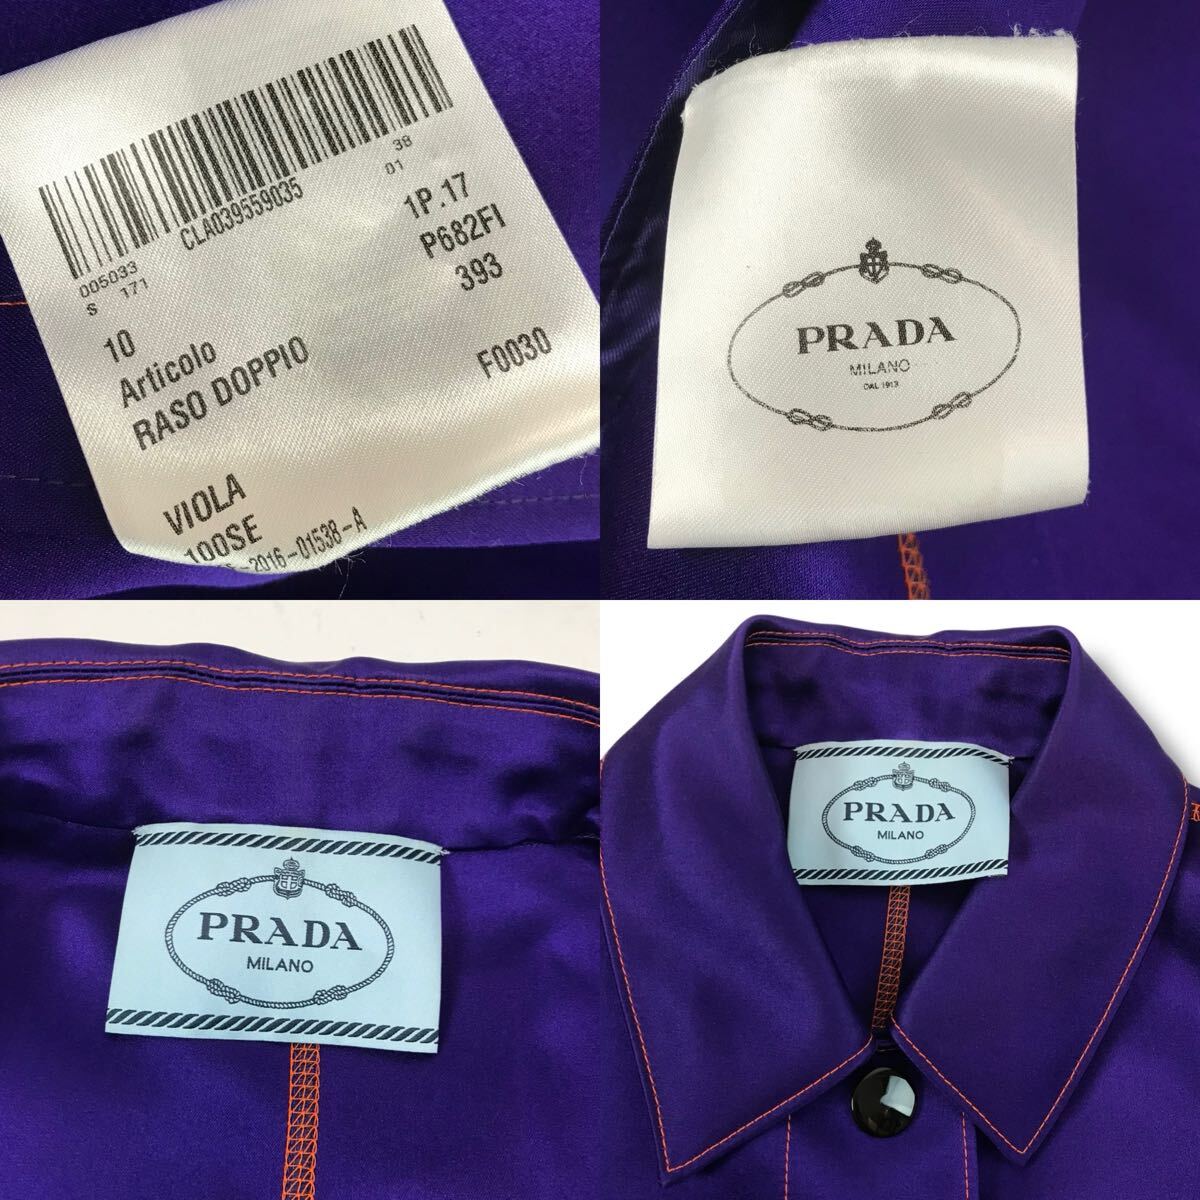 38
01
CLA039559035
005033
S 171
1P.17
P682FI
393
10
Articolo
RASO DOPPIO
F0030
VIOLA
100SE
-2016-01538-A
PRADA
MILANO
DAL 1913
PRADA
MILANO
PRADA
MILANO